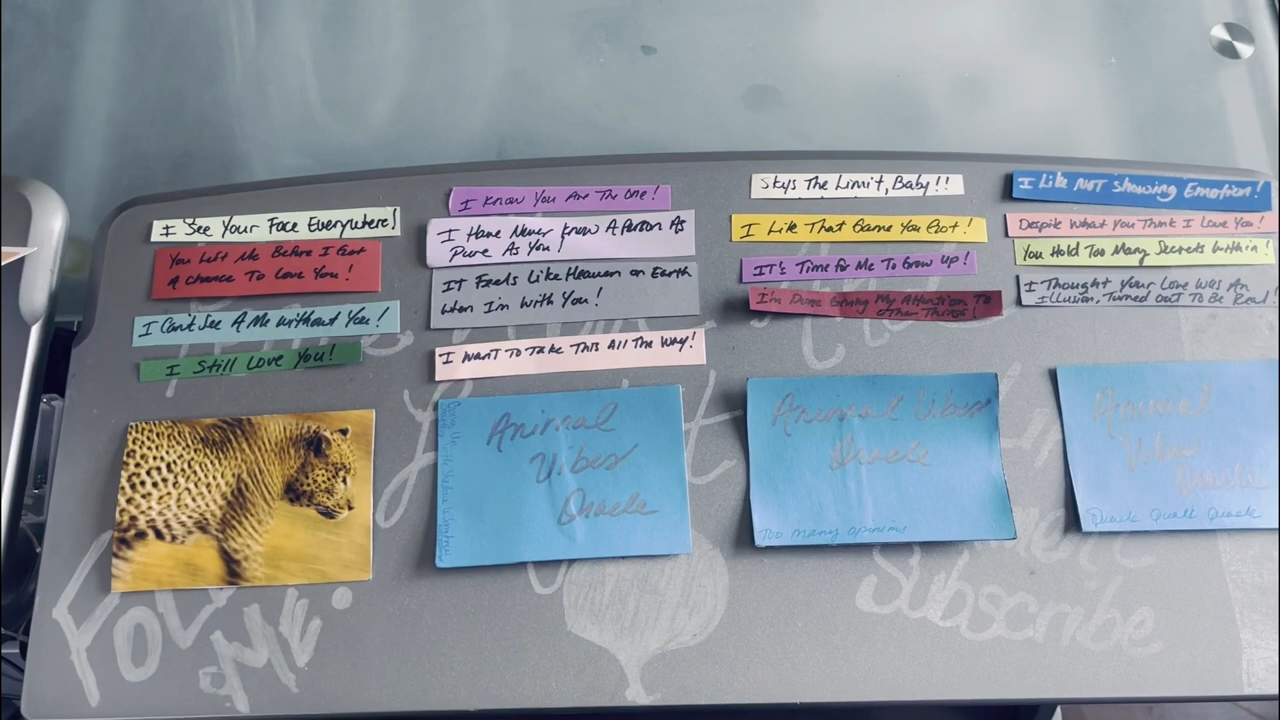 I See Your Face Everywhere!
You Left Me Before I Got
A chance To Love You!
I Can't See A Me Without You!
I Still Love You!
I Know You Are The One!
I Have Never Know A Person As
Pure As You!
IT Feels Like Heaven on Earth
when I'm With You!
I Want To Take This All The Way!
Skys The Limit, Baby!!
I Like That Game You Got!
IT's Time for Me To Grow up!
I'm Done Giving My Attention To
other Things!
I Like NOT Showing Emotion!
Despite What You Think I Love You!
You Hold Too Many Secrets Within!
I Thought Your Love Was An
Illusion, Turned out To Be Real!
Animal
Vibes
Oracle
Animal Vibes
Oracle
Too many opinions
Animal
Vibes
Oracle
Quack Quack Quack
Follow
Me.
Subscribe